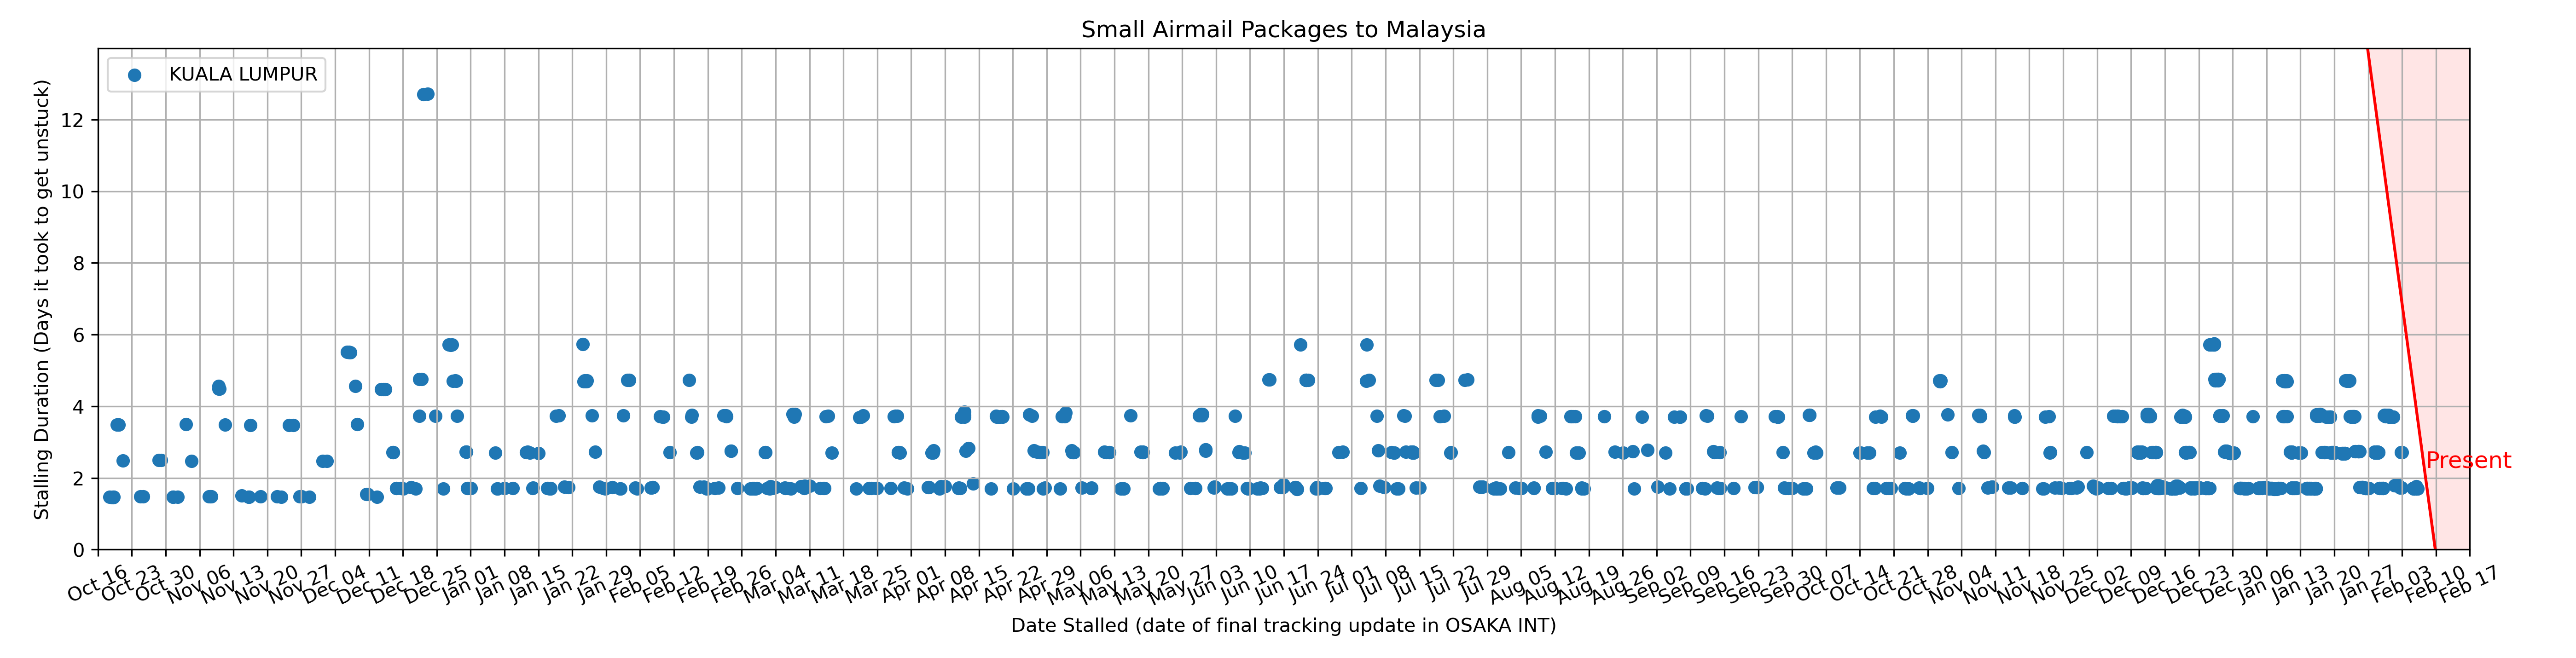 Small Airmail Packages to Malaysia
KUALA LUMPUR
Stalling Duration (Days it took to get unstuck)
12
10
8
6
4
2
0
Present
Oct 16 Oct 23 Oct 30 Nov 06 Nov 13 Nov 20 Nov 27 Dec 04 Dec 11 Dec 18 Dec 25 Jan 01 Jan 08 Jan 15 Jan 22 Jan 29 Feb 05 Feb 12 Feb 19 Feb 26 Mar 04 Mar 11 Mar 18 Mar 25 Apr 01 Apr 08 Apr 15 Apr 22 Apr 29 May 06 May 13 May 20 May 27 Jun 03 Jun 10 Jun 17 Jun 24 Jul 01 Jul 08 Jul 15 Jul 22 Jul 29 Aug 05 Aug 12 Aug 19 Aug 26 Sep 02 Sep 09 Sep 16 Sep 23 Sep 30 Oct 07 Oct 14 Oct 21 Oct 28 Nov 04 Nov 11 Nov 18 Nov 25 Dec 02 Dec 09 Dec 16 Dec 23 Dec 30 Jan 06 Jan 13 Jan 20 Jan 27 Feb 03 Feb 10 Feb 17
Date Stalled (date of final tracking update in OSAKA INT)